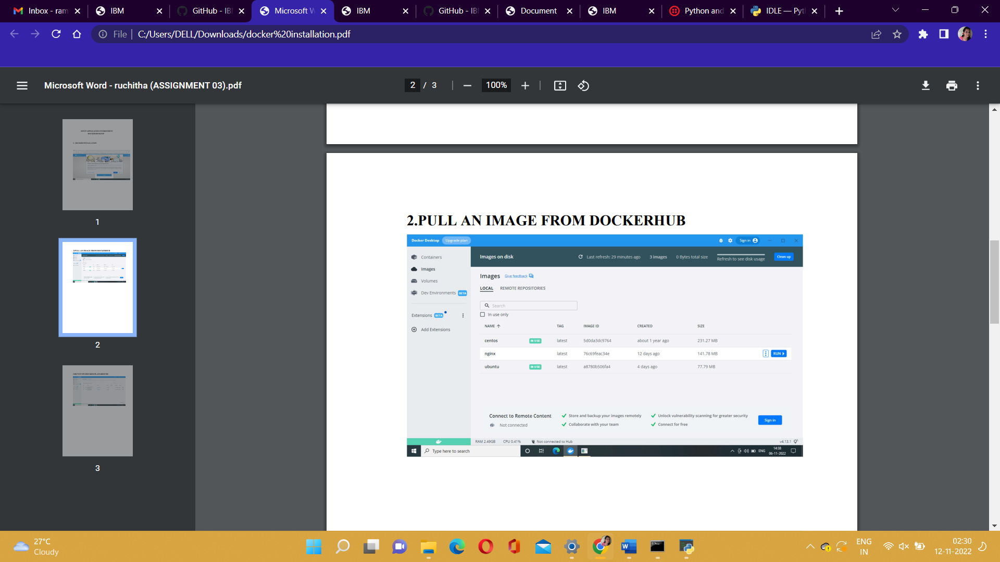 Inbox - ram
IBM
GitHub - IBM
Microsoft W
IBM
GitHub - IBM
Document
IBM
Python and
IDLE — Pyt
File
C:/Users/DELL/Downloads/docker%20installation.pdf
Microsoft Word - ruchitha (ASSIGNMENT 03).pdf
2 / 3
100%
1
2
3
2.PULL AN IMAGE FROM DOCKERHUB
Docker Desktop Upgrade plan Sign in
Containers
Images
Volumes
Dev Environments BETA
Extensions BETA
Add Extensions
Images on disk Last refresh: 29 minutes ago 3 images 0 Bytes total size Refresh to see disk usage Clean up
Images Give feedback
LOCAL REMOTE REPOSITORIES
Search
In use only
NAME TAG IMAGE ID CREATED SIZE
centos IN USE latest 5d0da3dc9764 about 1 year ago 231.27 MB
nginx latest 76c69feac34e 12 days ago 141.78 MB RUN
ubuntu IN USE latest a8780b506fa4 4 days ago 77.79 MB
Connect to Remote Content
Not connected
Store and backup your images remotely
Collaborate with your team
Unlock vulnerability scanning for greater security
Connect for free
Sign in
RAM 2.49GB CPU 0.41% Not connected to Hub v4.13.1
Type here to search
ENG
14:38
06-11-2022
27°C
Cloudy
ENG
IN
02:30
12-11-2022